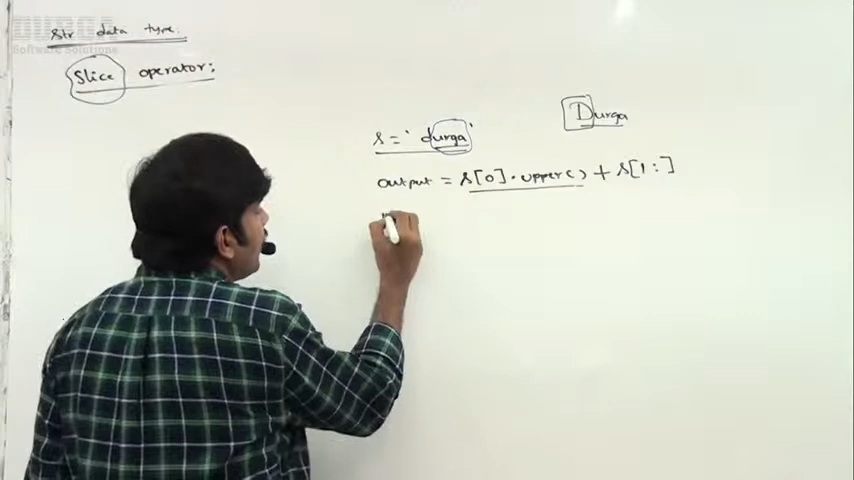 DURGA
Software Solutions
str data type:
Slice operator:
s = 'durga'
Durga
output = s[0].upper() + s[1:]